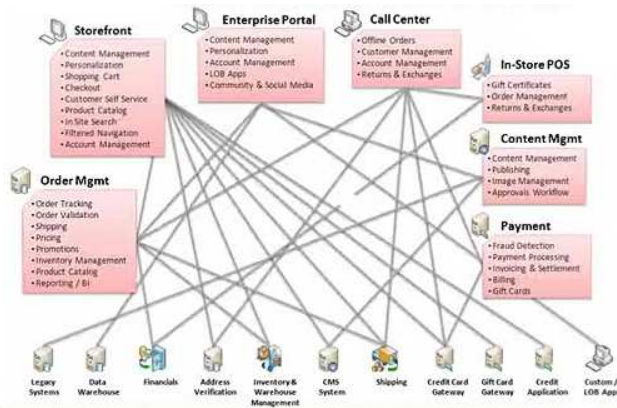 Storefront
• Content Management
• Personalization
• Shopping Cart
• Checkout
• Customer Self Service
• Product Catalog
• In Site Search
• Filtered Navigation
• Account Management
Enterprise Portal
• Content Management
• Personalization
• Account Management
• LOB Apps
• Community & Social Media
Call Center
• Offline Orders
• Customer Management
• Account Management
• Returns & Exchanges
In-Store POS
• Gift Certificates
• Order Management
• Returns & Exchanges
Content Mgmt
• Content Management
• Publishing
• Image Management
• Approvals Workflow
Order Mgmt
• Order Tracking
• Order Validation
• Shipping
• Pricing
• Promotions
• Inventory Management
• Product Catalog
• Reporting / BI
Payment
• Fraud Detection
• Payment Processing
• Invoicing & Settlement
• Billing
• Gift Cards
Legacy
Systems
Data
Warehouse
Financials
Address
Verification
Inventory &
Warehouse
Management
CMS
System
Shipping
Credit Card
Gateway
Gift Card
Gateway
Credit
Application
Custom /
LOB App